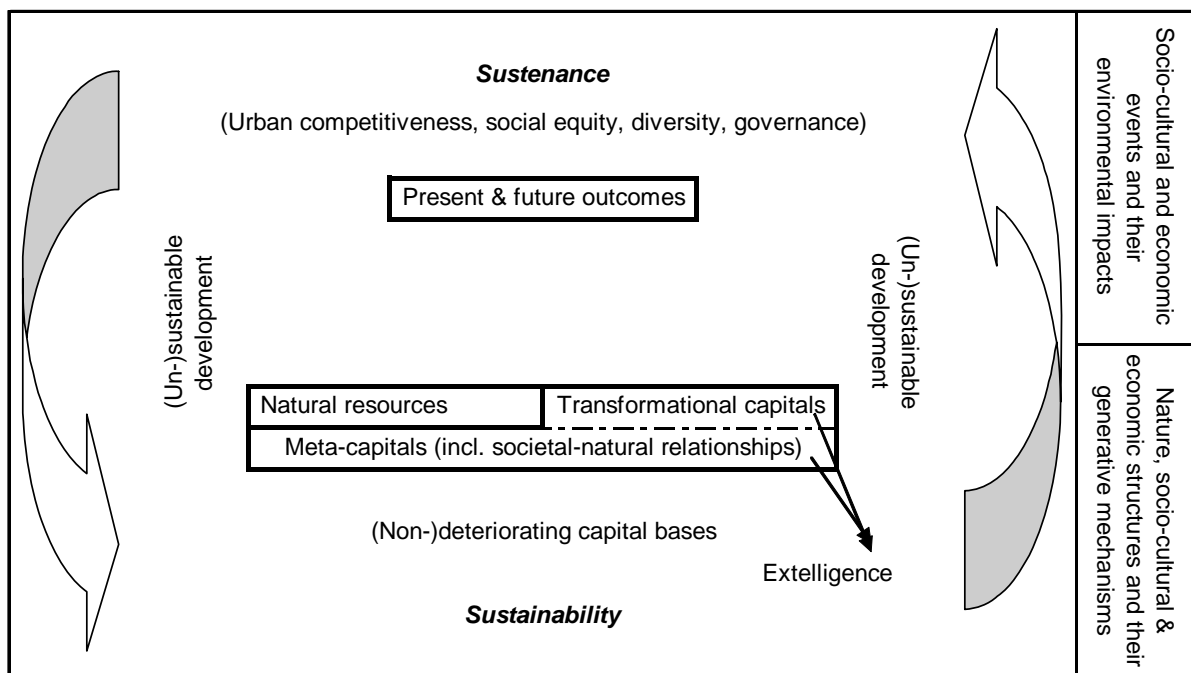 Sustenance
(Urban competitiveness, social equity, diversity, governance)
Present & future outcomes
(Un-)sustainable
development
(Un-)sustainable
development
Natural resources
Transformational capitals
Meta-capitals (incl. societal-natural relationships)
(Non-)deteriorating capital bases
Extelligence
Sustainability
Socio-cultural and economic
events and their
environmental impacts
Nature, socio-cultural &
economic structures and their
generative mechanisms